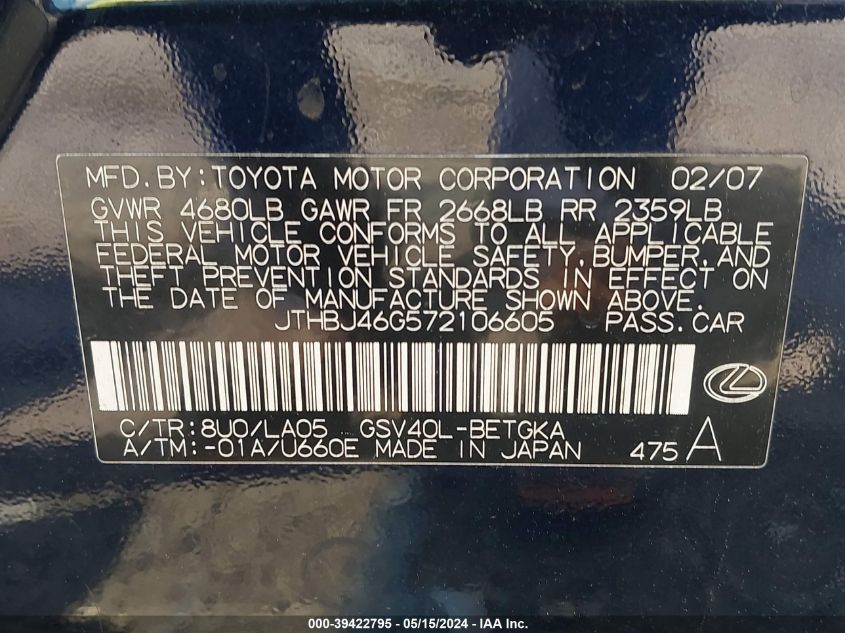 MFD. BY: TOYOTA MOTOR CORPORATION 02/07
GVWR 4680LB GAWR FR 2668LB RR 2359LB
THIS VEHICLE CONFORMS TO ALL APPLICABLE
FEDERAL MOTOR VEHICLE SAFETY, BUMPER, AND
THEFT PREVENTION STANDARDS IN EFFECT ON
THE DATE OF MANUFACTURE SHOWN ABOVE.
JTHBJ46G572106605 PASS. CAR
C/TR: 8U0/LA05 GSV40L-BETGKA
A/TM: -01A/U660E MADE IN JAPAN 475 A
000-39422795 - 05/15/2024 - IAA Inc.